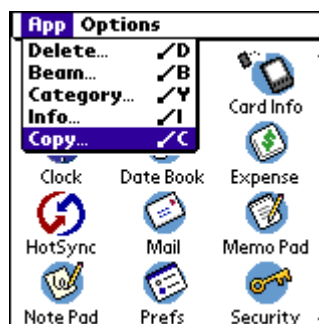 App Options
Delete... ⁄D
Beam... ⁄B
Category... ⁄Y
Info... ⁄I
Copy... ⁄C
Card Info
Clock Date Book Expense
HotSync Mail Memo Pad
Note Pad Prefs Security